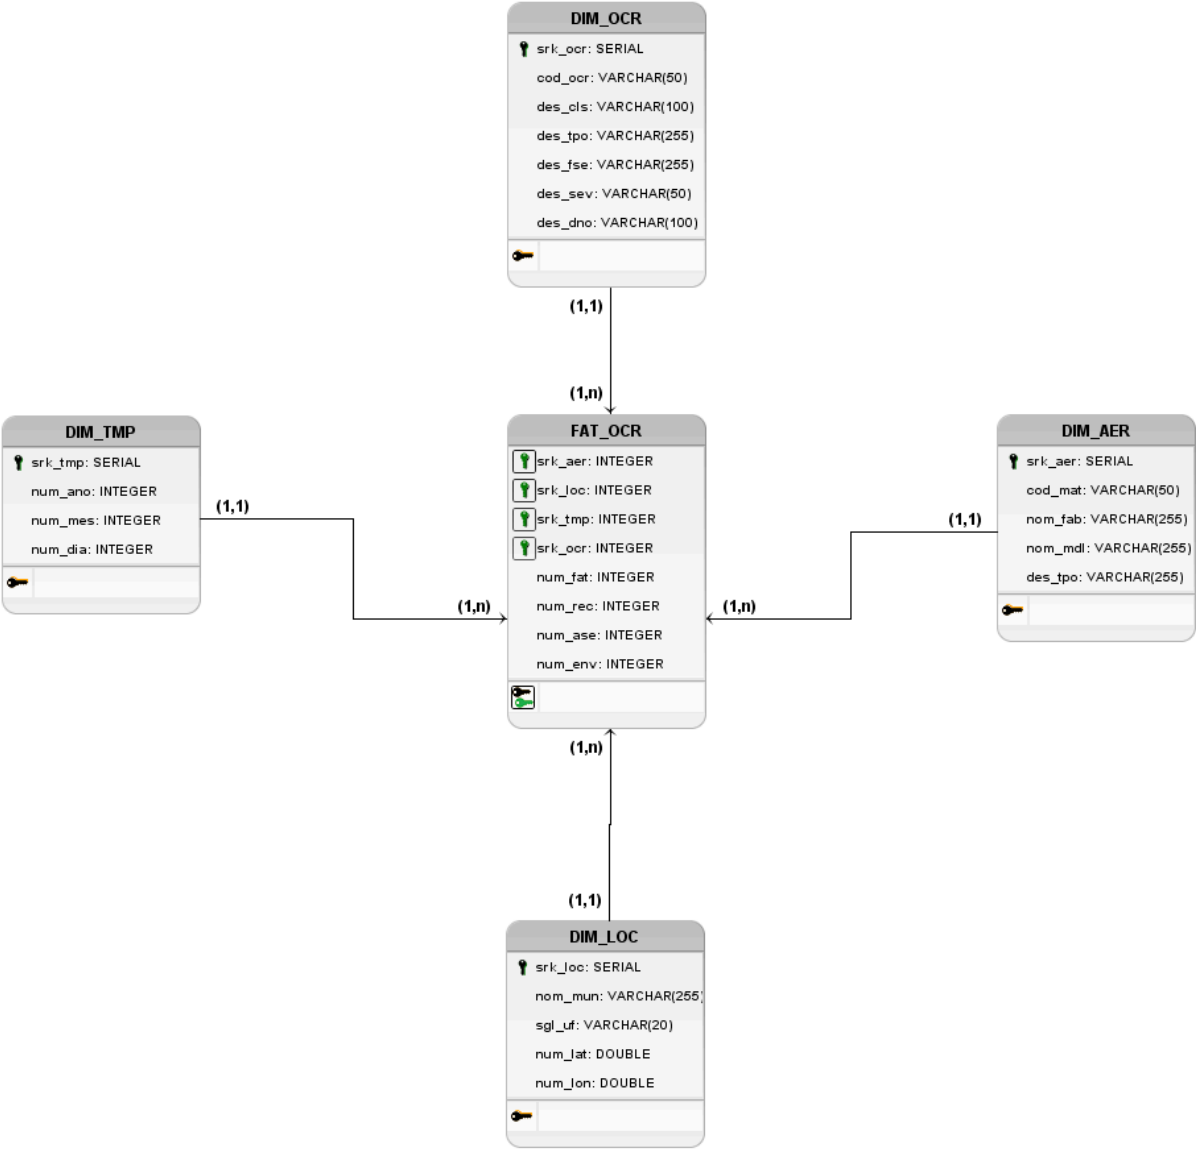 DIM_OCR
srk_ocr: SERIAL
cod_ocr: VARCHAR(50)
des_cls: VARCHAR(100)
des_tpo: VARCHAR(255)
des_fse: VARCHAR(255)
des_sev: VARCHAR(50)
des_dno: VARCHAR(100)
(1,1)
(1,n)
DIM_TMP
srk_tmp: SERIAL
num_ano: INTEGER
num_mes: INTEGER
num_dia: INTEGER
(1,1)
(1,n)
FAT_OCR
srk_aer: INTEGER
srk_loc: INTEGER
srk_tmp: INTEGER
srk_ocr: INTEGER
num_fat: INTEGER
num_rec: INTEGER
num_ase: INTEGER
num_env: INTEGER
DIM_AER
srk_aer: SERIAL
cod_mat: VARCHAR(50)
nom_fab: VARCHAR(255)
nom_mdl: VARCHAR(255)
des_tpo: VARCHAR(255)
(1,1)
(1,n)
(1,n)
(1,1)
DIM_LOC
srk_loc: SERIAL
nom_mun: VARCHAR(255)
sgl_uf: VARCHAR(20)
num_lat: DOUBLE
num_lon: DOUBLE